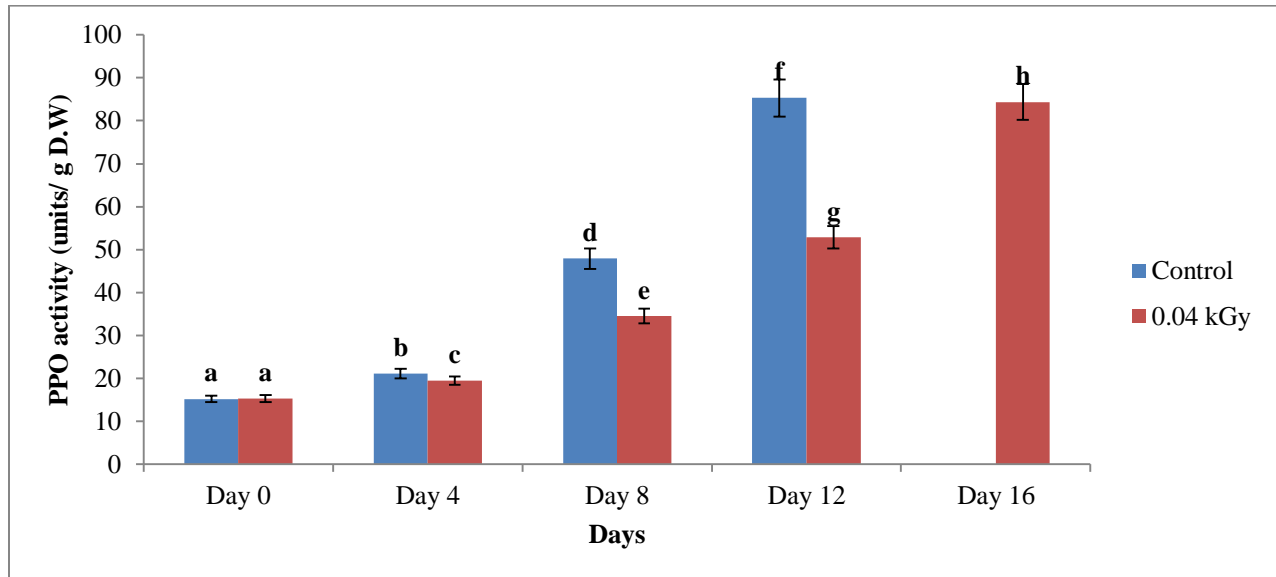 PPO activity (units/ g D.W)
100
90
80
70
60
50
40
30
20
10
0
a a b c d e f g h
Day 0 Day 4 Day 8 Day 12 Day 16
Days
Control
0.04 kGy